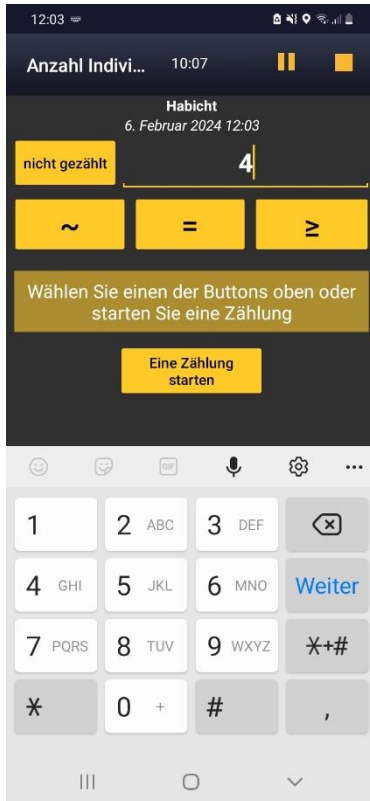 12:03
Anzahl Indivi... 10:07
Habicht
6. Februar 2024 12:03
nicht gezählt
4
~ = ≥
Wählen Sie einen der Buttons oben oder
starten Sie eine Zählung
Eine Zählung
starten
GIF
1 2 ABC 3 DEF
4 GHI 5 JKL 6 MNO Weiter
7 PQRS 8 TUV 9 WXYZ *+#
* 0 + # ,